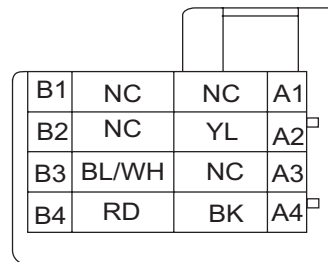 B1 NC NC A1
B2 NC YL A2
B3 BL/WH NC A3
B4 RD BK A4